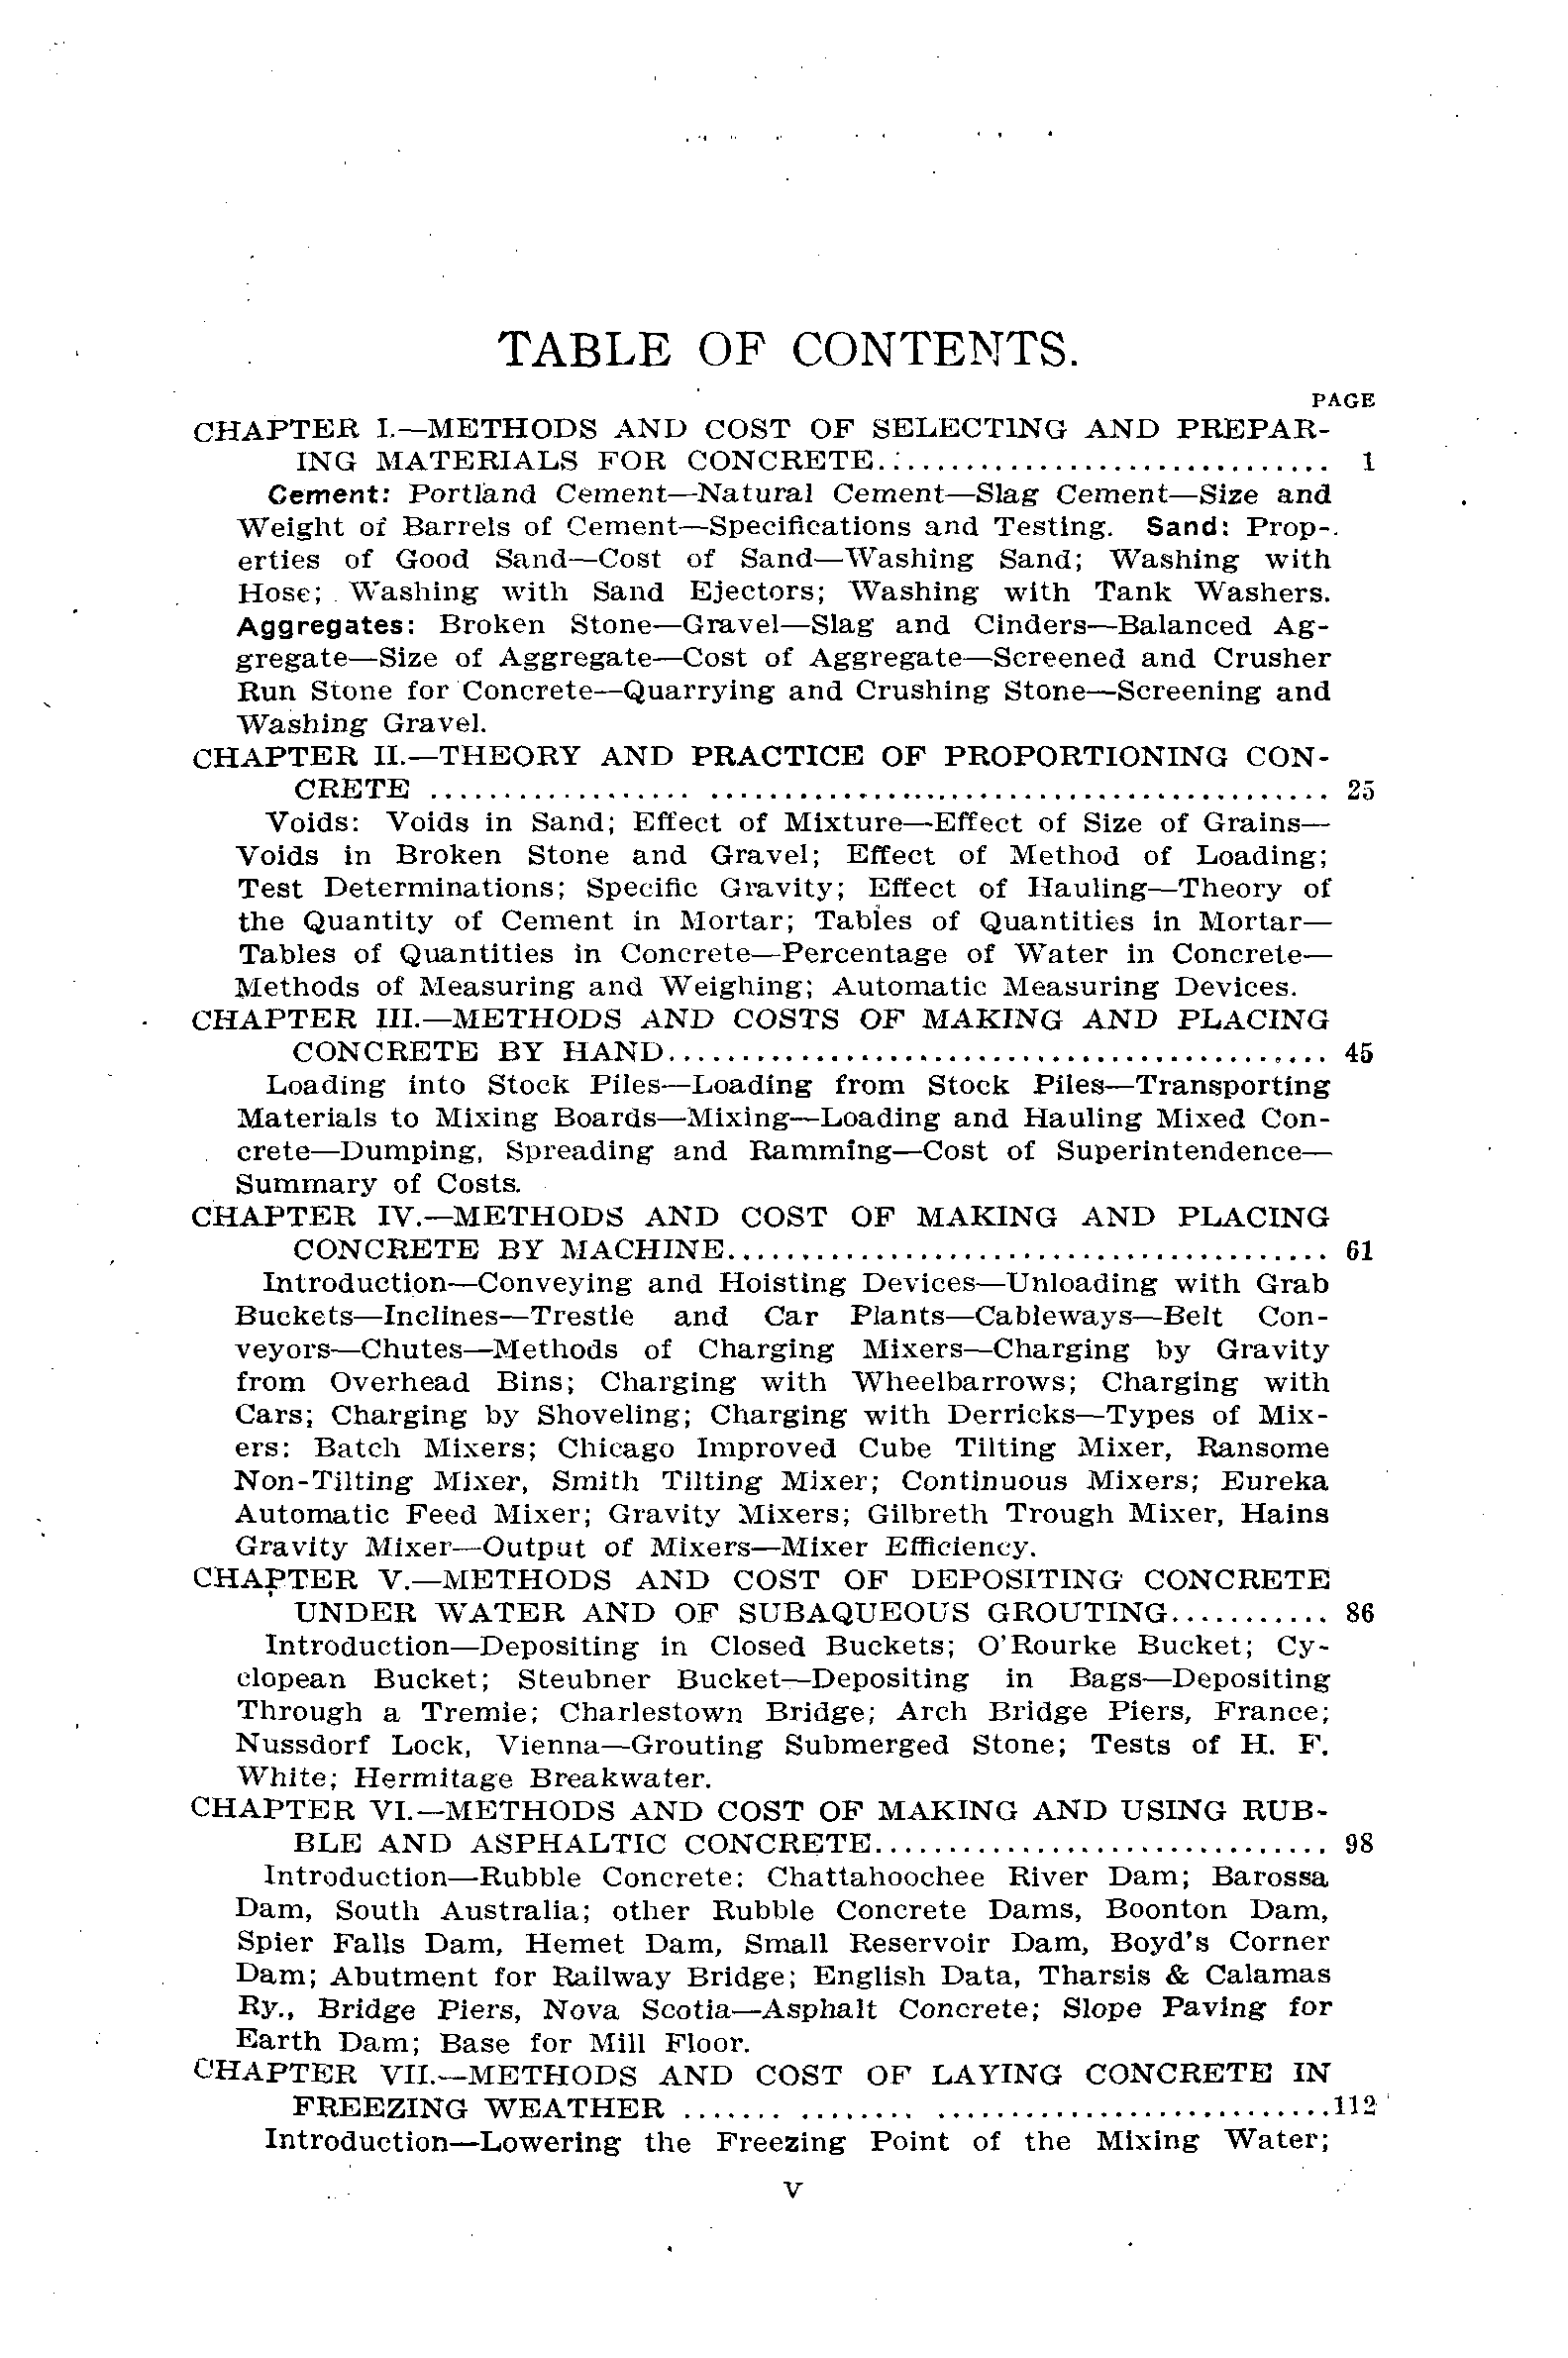 TABLE OF CONTENTS.
PAGE
CHAPTER I.—METHODS AND COST OF SELECTING AND PREPAR-
ING MATERIALS FOR CONCRETE.............................. 1
Cement: Portland Cement—Natural Cement—Slag Cement—Size and
Weight of Barrels of Cement—Specifications and Testing. Sand: Prop-
erties of Good Sand—Cost of Sand—Washing Sand; Washing with
Hose; Washing with Sand Ejectors; Washing with Tank Washers.
Aggregates: Broken Stone—Gravel—Slag and Cinders—Balanced Ag-
gregate—Size of Aggregate—Cost of Aggregate—Screened and Crusher
Run Stone for Concrete—Quarrying and Crushing Stone—Screening and
Washing Gravel.
CHAPTER II.—THEORY AND PRACTICE OF PROPORTIONING CON-
CRETE .................. .......................................... 25
Voids: Voids in Sand; Effect of Mixture—Effect of Size of Grains—
Voids in Broken Stone and Gravel; Effect of Method of Loading;
Test Determinations; Specific Gravity; Effect of Hauling—Theory of
the Quantity of Cement in Mortar; Tables of Quantities in Mortar—
Tables of Quantities in Concrete—Percentage of Water in Concrete—
Methods of Measuring and Weighing; Automatic Measuring Devices.
CHAPTER III.—METHODS AND COSTS OF MAKING AND PLACING
CONCRETE BY HAND............................................. 45
Loading into Stock Piles—Loading from Stock Piles—Transporting
Materials to Mixing Boards—Mixing—Loading and Hauling Mixed Con-
crete—Dumping, Spreading and Ramming—Cost of Superintendence—
Summary of Costs.
CHAPTER IV.—METHODS AND COST OF MAKING AND PLACING
CONCRETE BY MACHINE......................................... 61
Introduction—Conveying and Hoisting Devices—Unloading with Grab
Buckets—Inclines—Trestle and Car Plants—Cableways—Belt Con-
veyors—Chutes—Methods of Charging Mixers—Charging by Gravity
from Overhead Bins; Charging with Wheelbarrows; Charging with
Cars; Charging by Shoveling; Charging with Derricks—Types of Mix-
ers: Batch Mixers; Chicago Improved Cube Tilting Mixer, Ransome
Non-Tilting Mixer, Smith Tilting Mixer; Continuous Mixers; Eureka
Automatic Feed Mixer; Gravity Mixers; Gilbreth Trough Mixer, Hains
Gravity Mixer—Output of Mixers—Mixer Efficiency.
CHAPTER V.—METHODS AND COST OF DEPOSITING CONCRETE
UNDER WATER AND OF SUBAQUEOUS GROUTING........... 86
Introduction—Depositing in Closed Buckets; O'Rourke Bucket; Cy-
clopean Bucket; Steubner Bucket—Depositing in Bags—Depositing
Through a Tremie; Charlestown Bridge; Arch Bridge Piers, France;
Nussdorf Lock, Vienna—Grouting Submerged Stone; Tests of H. F.
White; Hermitage Breakwater.
CHAPTER VI.—METHODS AND COST OF MAKING AND USING RUB-
BLE AND ASPHALTIC CONCRETE............................... 98
Introduction—Rubble Concrete: Chattahoochee River Dam; Barossa
Dam, South Australia; other Rubble Concrete Dams, Boonton Dam,
Spier Falls Dam, Hemet Dam, Small Reservoir Dam, Boyd's Corner
Dam; Abutment for Railway Bridge; English Data, Tharsis & Calamas
Ry., Bridge Piers, Nova Scotia—Asphalt Concrete; Slope Paving for
Earth Dam; Base for Mill Floor.
CHAPTER VII.—METHODS AND COST OF LAYING CONCRETE IN
FREEZING WEATHER ....... ........ ...........................112
Introduction—Lowering the Freezing Point of the Mixing Water;
V